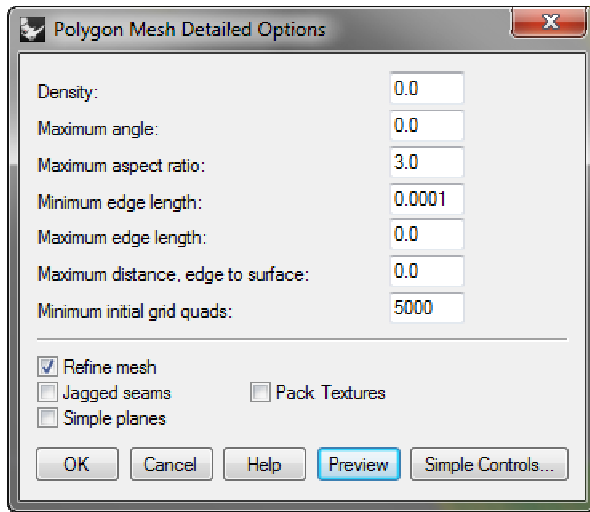 Polygon Mesh Detailed Options
Density: 0.0
Maximum angle: 0.0
Maximum aspect ratio: 3.0
Minimum edge length: 0.0001
Maximum edge length: 0.0
Maximum distance, edge to surface: 0.0
Minimum initial grid quads: 5000
Refine mesh
Jagged seams Pack Textures
Simple planes
OK Cancel Help Preview Simple Controls...